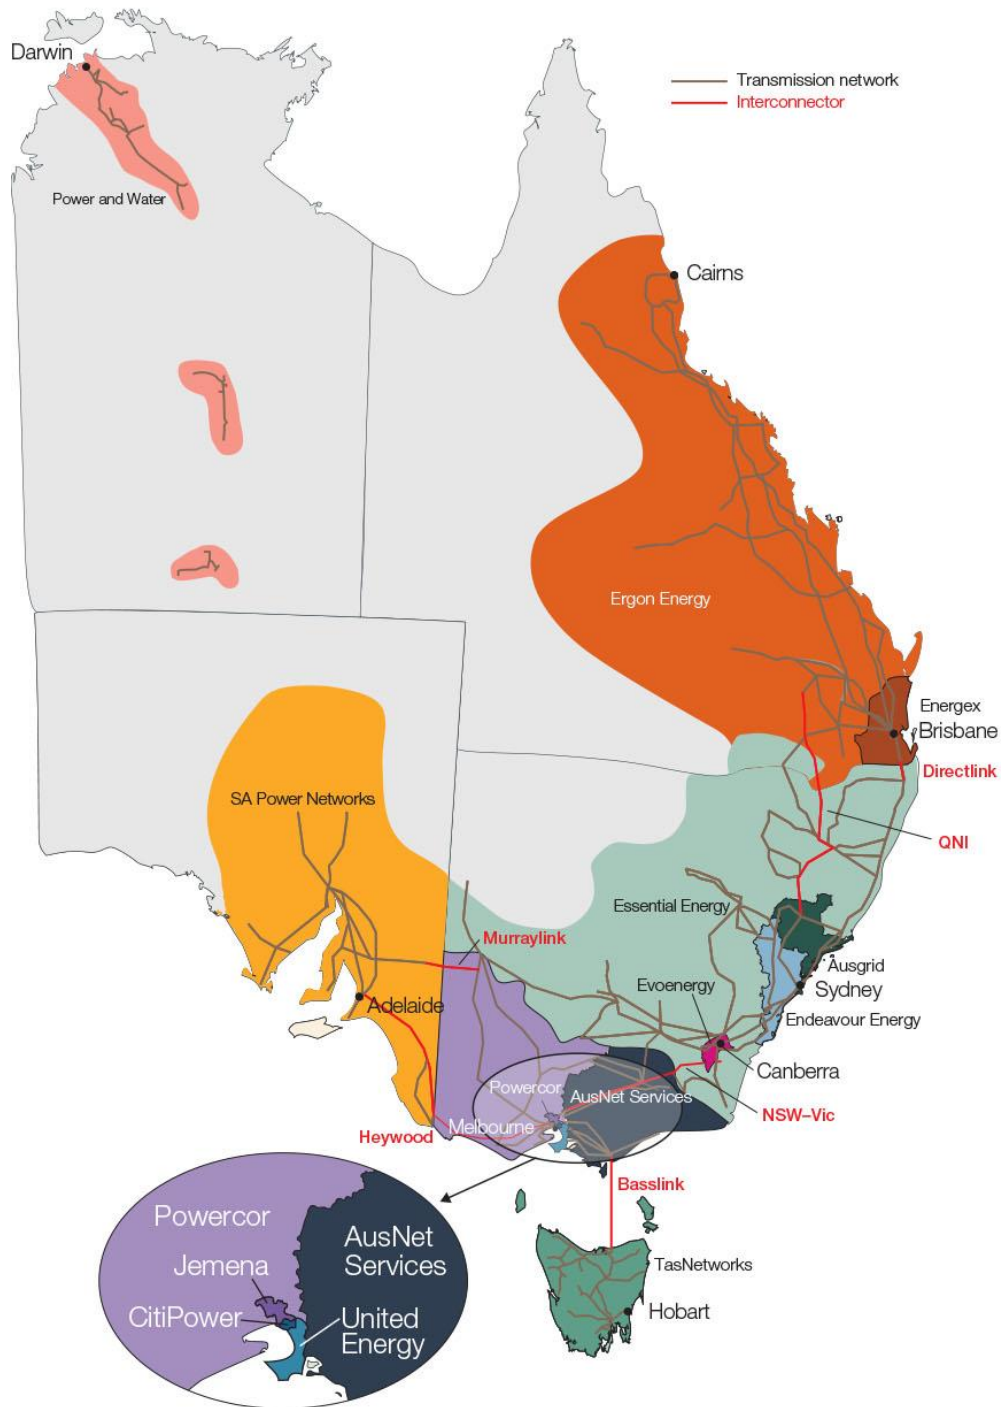 Darwin
Transmission network
Interconnector
Power and Water
Cairns
Ergon Energy
Energex
Brisbane
Directlink
SA Power Networks
QNI
Essential Energy
Murraylink
Ausgrid
Evoenergy
Sydney
Adelaide
Endeavour Energy
Canberra
Powercor
AusNet Services
NSW–Vic
Melbourne
Heywood
Basslink
Powercor
AusNet
Services
Jemena
TasNetworks
CitiPower
United
Energy
Hobart